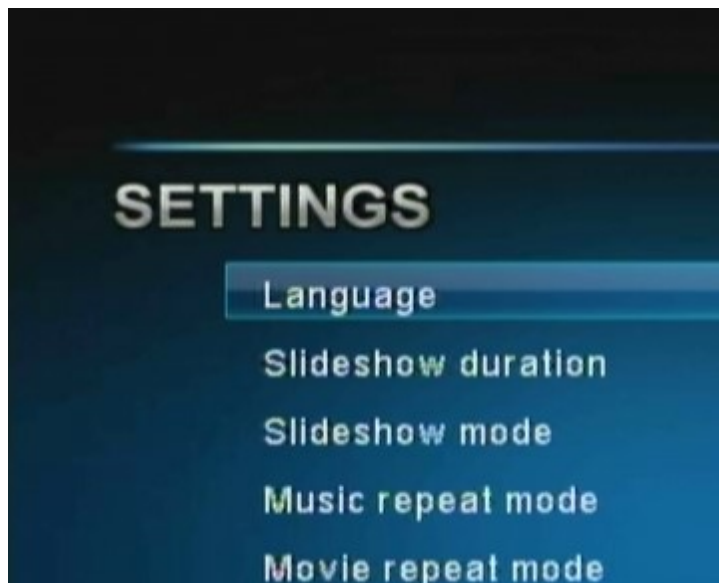 SETTINGS
Language
Slideshow duration
Slideshow mode
Music repeat mode
Movie repeat mode